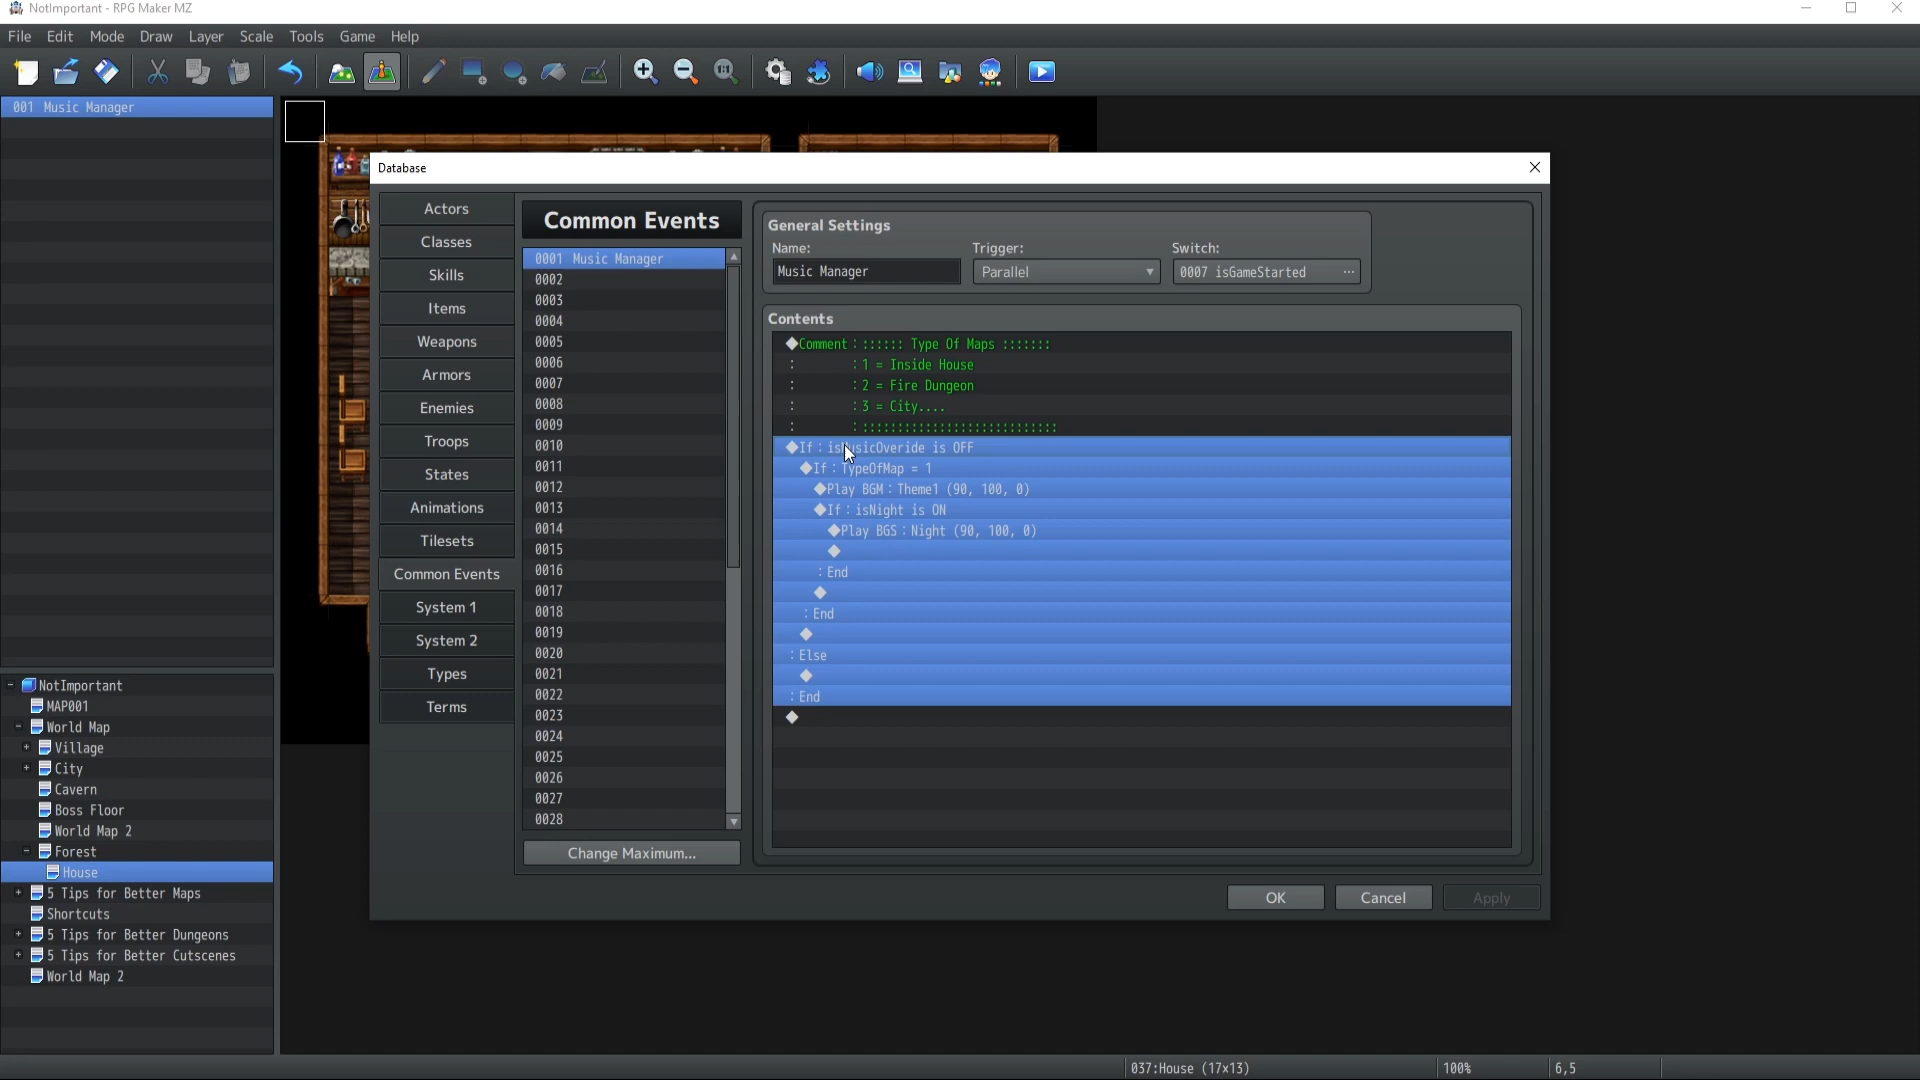 NotImportant - RPG Maker MZ
File Edit Mode Draw Layer Scale Tools Game Help
001 Music Manager
Database
Actors
Classes
Skills
Items
Weapons
Armors
Enemies
Troops
States
Animations
Tilesets
Common Events
System 1
System 2
Types
Terms
Common Events
0001 Music Manager
0002
0003
0004
0005
0006
0007
0008
0009
0010
0011
0012
0013
0014
0015
0016
0017
0018
0019
0020
0021
0022
0023
0024
0025
0026
0027
0028
Change Maximum...
General Settings
Name: Trigger: Switch:
Music Manager Parallel 0007 isGameStarted ...
Contents
◆Comment : :::::: Type Of Maps :::::::
: :1 = Inside House
: :2 = Fire Dungeon
: :3 = City....
: ::::::::::::::::::::::::::::
◆If : isMusicOveride is OFF
◆If : TypeOfMap = 1
◆Play BGM : Theme1 (90, 100, 0)
◆If : isNight is ON
◆Play BGS : Night (90, 100, 0)
◆
: End
◆
: End
◆
: Else
◆
: End
◆
OK Cancel Apply
NotImportant
MAP001
World Map
Village
City
Cavern
Boss Floor
World Map 2
Forest
House
5 Tips for Better Maps
Shortcuts
5 Tips for Better Dungeons
5 Tips for Better Cutscenes
World Map 2
037:House (17x13) 100% 6,5